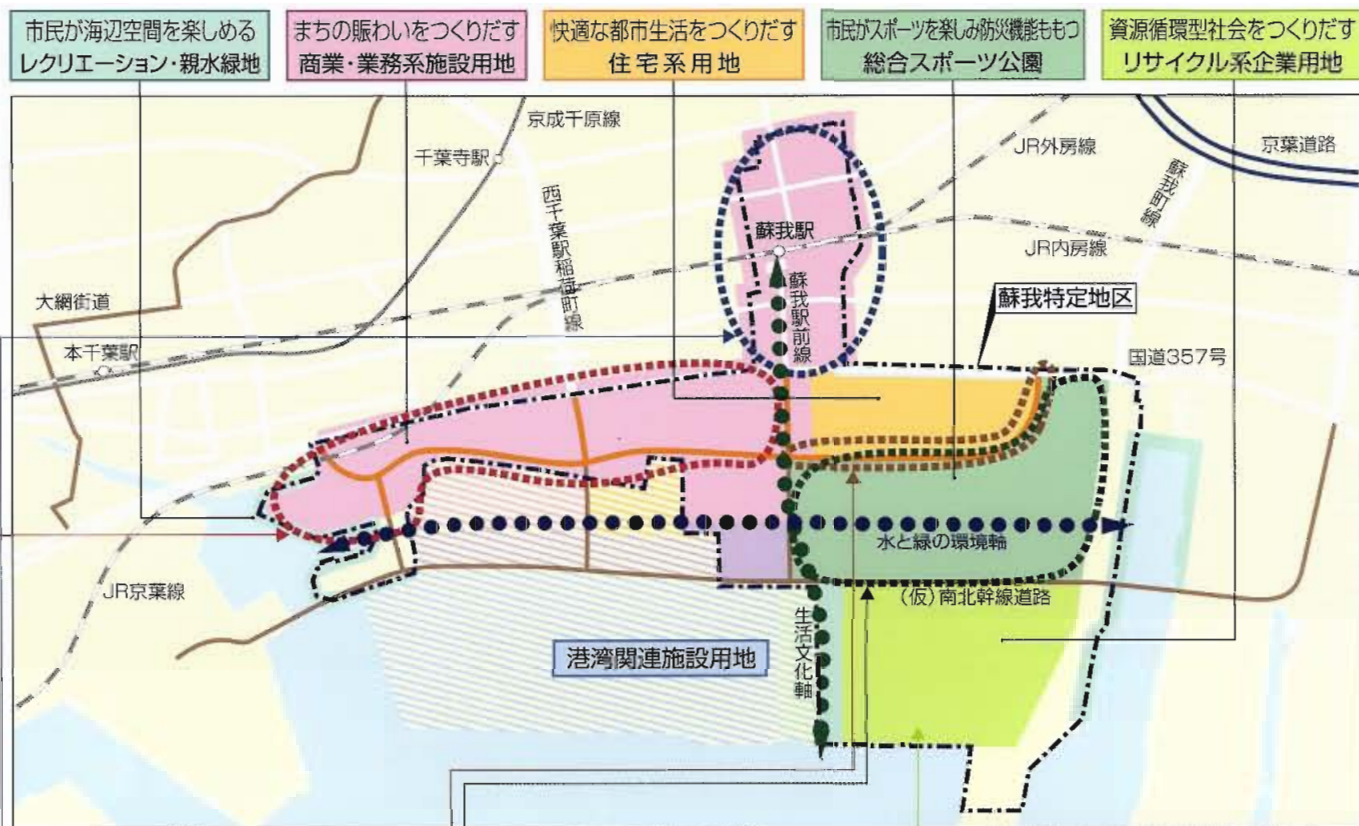 市民が海辺空間を楽しめる
レクリエーション・親水緑地
まちの賑わいをつくりだす
商業・業務系施設用地
快適な都市生活をつくりだす
住宅系用地
市民がスポーツを楽しみ防災機能ももつ
総合スポーツ公園
資源循環型社会をつくりだす
リサイクル系企業用地
京成千原線
千葉寺駅
JR外房線
京葉道路
蘇我町線
西千葉駅稲荷町線
蘇我駅
JR内房線
大網街道
蘇我駅前線
蘇我特定地区
本千葉駅
国道357号
水と緑の環境軸
JR京葉線
(仮)南北幹線道路
生活文化軸
港湾関連施設用地